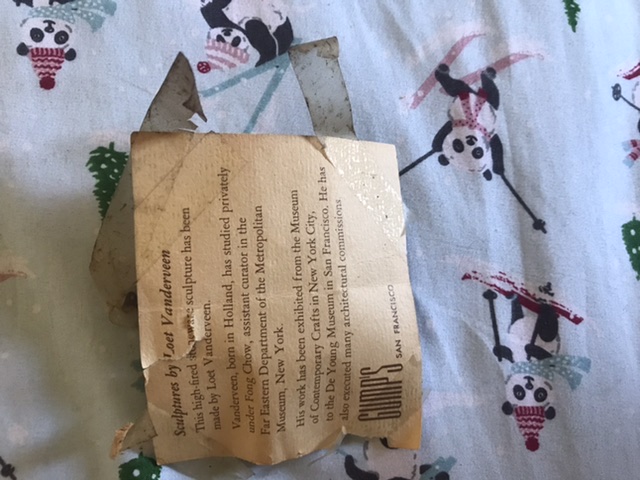 Sculptures by Loet Vanderveen
This high-fired stoneware sculpture has been
made by Loet Vanderveen.
Vanderveen, born in Holland, has studied privately
under Fong Chow, assistant curator in the
Far Eastern Department of the Metropolitan
Museum, New York.
His work has been exhibited from the Museum
of Contemporary Crafts in New York City,
to the De Young Museum in San Francisco. He has
also executed many architectural commissions
GUMP'S SAN FRANCISCO